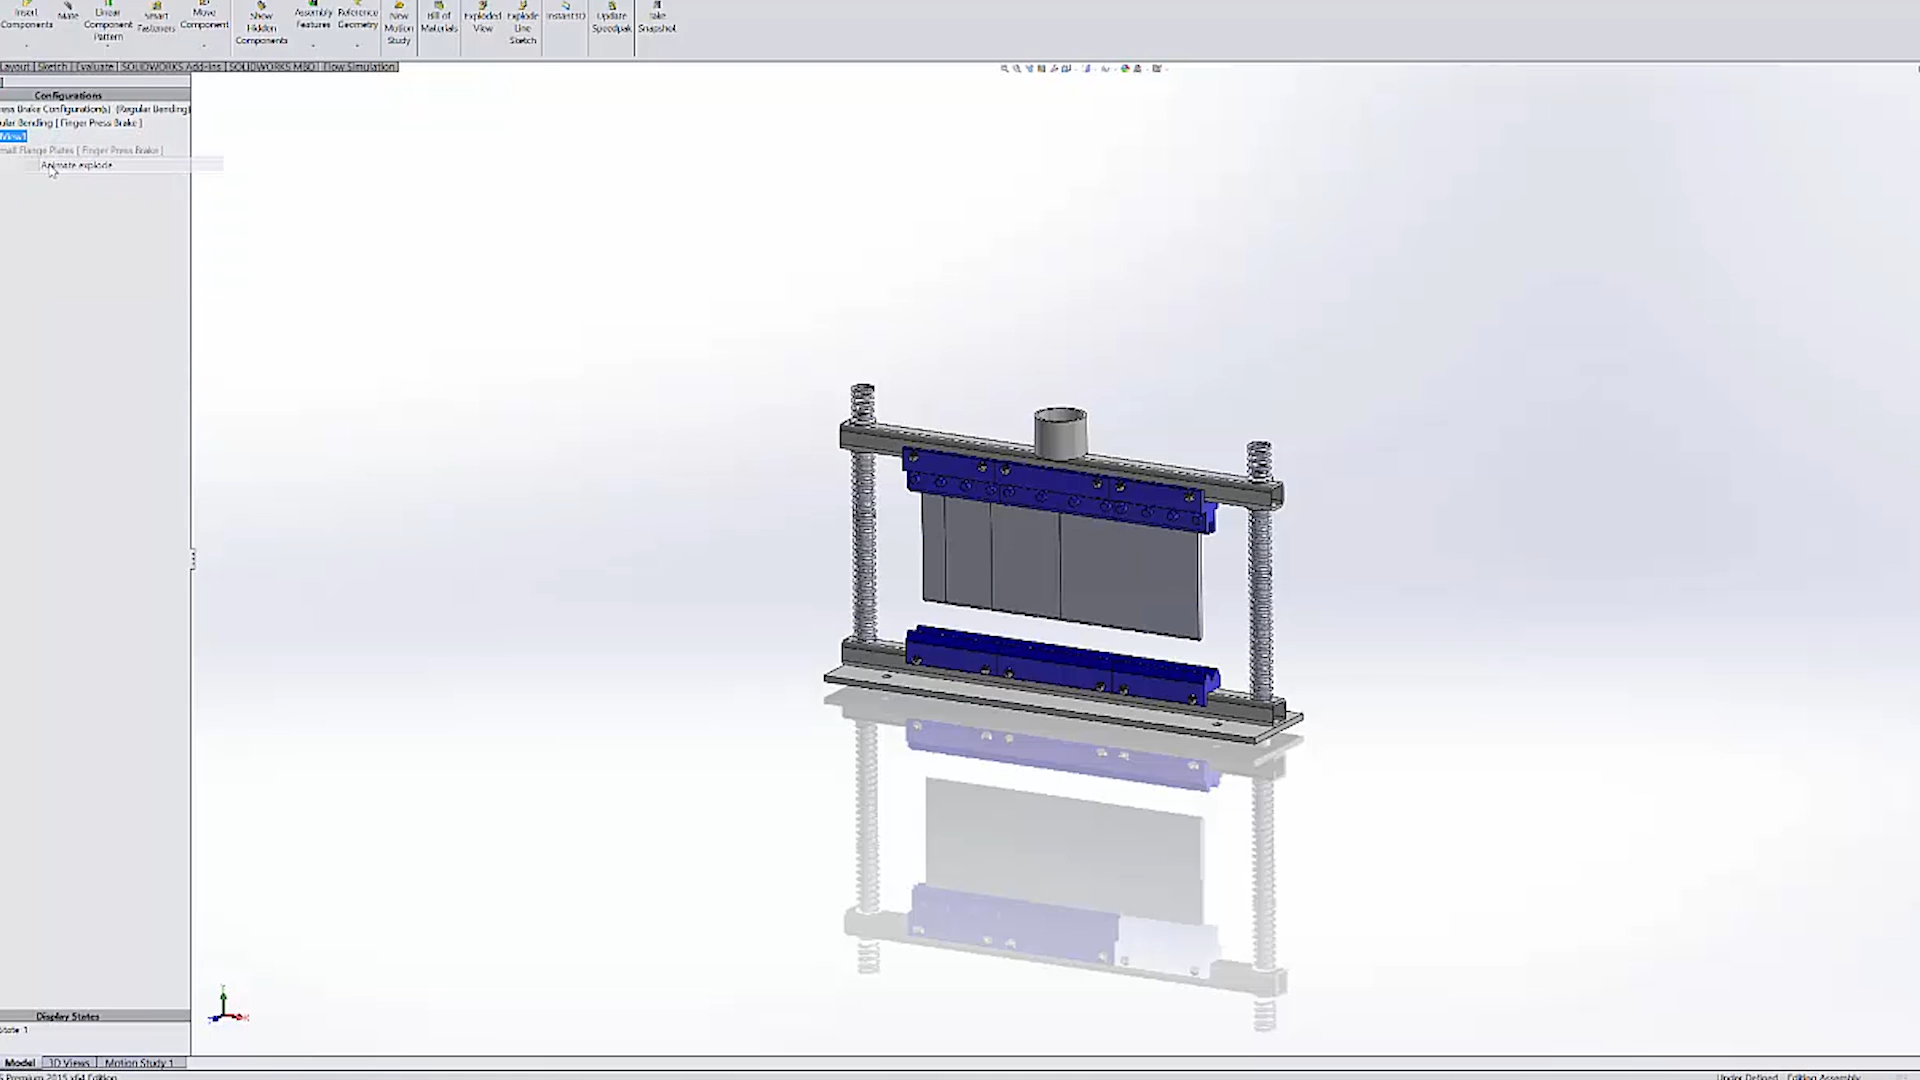 Insert Components
Mate
Linear Component Pattern
Smart Fasteners
Move Component
Show Hidden Components
Assembly Features
Reference Geometry
New Motion Study
Bill of Materials
Exploded View
Explode Line Sketch
Instant3D
Update Speedpak
Take Snapshot
Layout Sketch Evaluate SOLIDWORKS Add-Ins SOLIDWORKS MBD Flow Simulation
Configurations
ress Brake Configuration(s) (Regular Bending)
ular Bending [ Finger Press Brake ]
View1
mall Flange Plates [ Finger Press Brake ]
Animate explode
Display States
State 1
Model 3D Views Motion Study 1
S Premium 2015 x64 Edition
Under Defined Editing Assembly